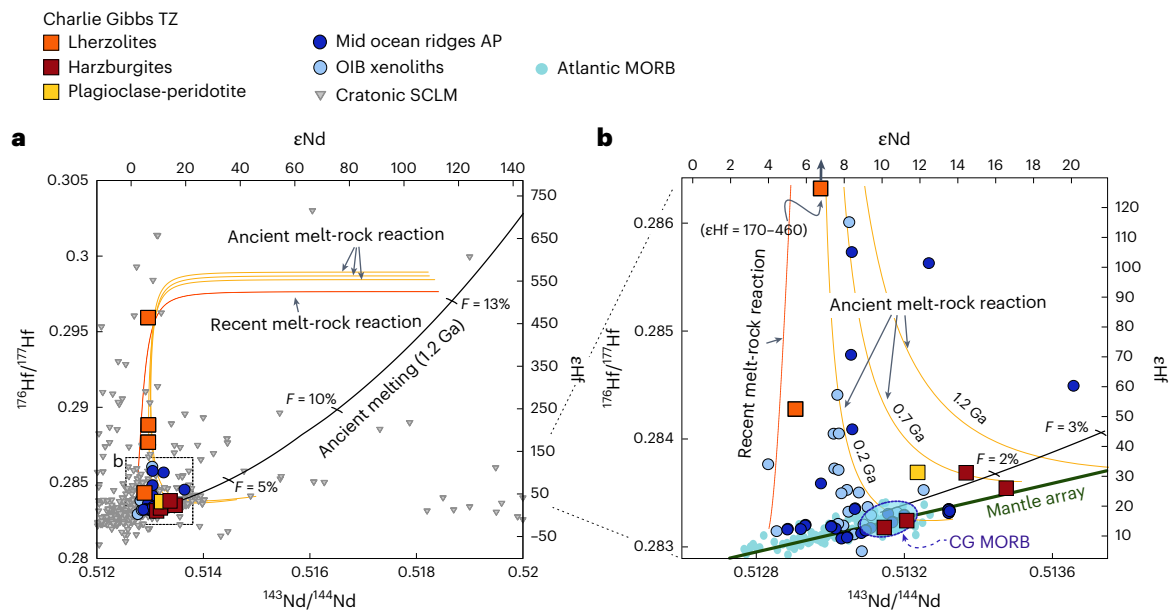 Charlie Gibbs TZ
Lherzolites
Harzburgites
Plagioclase-peridotite
Mid ocean ridges AP
OIB xenoliths
Cratonic SCLM
Atlantic MORB
a
εNd
0 20 40 60 80 100 120 140
0.305
0.3
0.295
0.29
0.285
0.28
176Hf/177Hf
750
650
550
450
350
250
150
50
−50
εHf
Ancient melt-rock reaction
Recent melt-rock reaction
F = 13%
F = 10%
F = 5%
Ancient melting (1.2 Ga)
b
0.512 0.514 0.516 0.518 0.52
143Nd/144Nd
b
εNd
0 2 4 6 8 10 12 14 16 18 20
0.286
0.285
0.284
0.283
176Hf/177Hf
120
110
100
90
80
70
60
50
40
30
20
10
εHf
(εHf = 170–460)
Recent melt-rock reaction
Ancient melt-rock reaction
0.2 Ga
0.7 Ga
1.2 Ga
F = 3%
F = 2%
Mantle array
CG MORB
0.5128 0.5132 0.5136
143Nd/144Nd